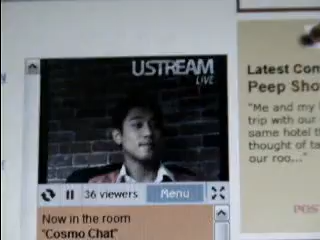 USTREAM
LIVE
36 viewers
Menu
Now in the room
"Cosmo Chat"
Latest Com
Peep Sho
"Me and my
trip with our
same hotel t
thought of ta
our roo..."
POS